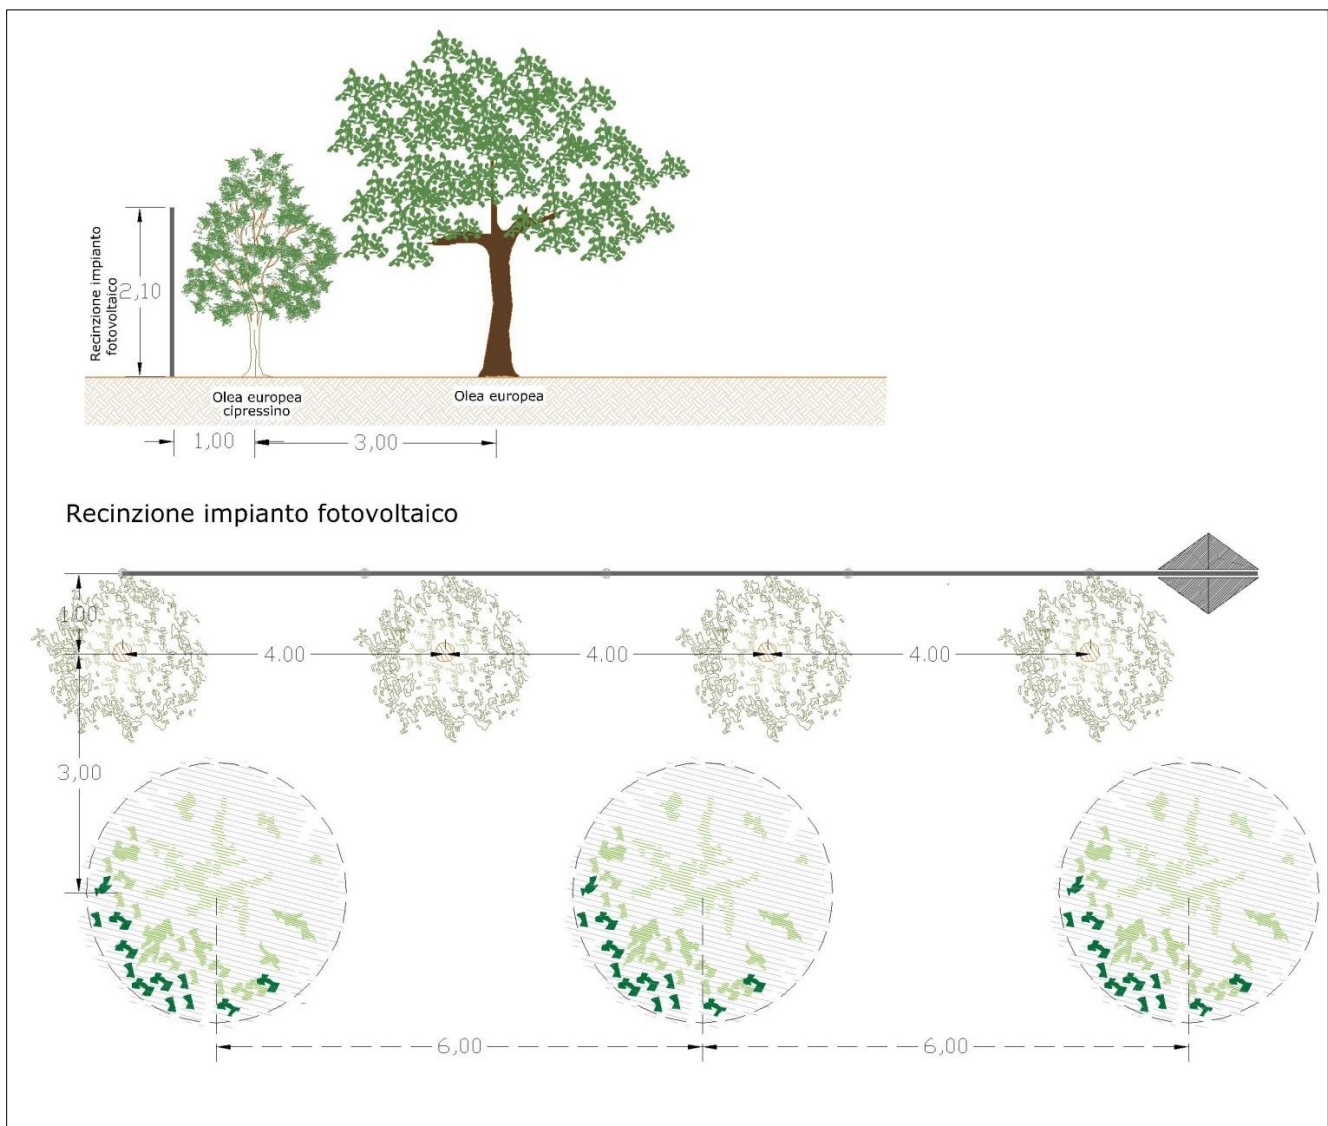 Recinzione impianto
fotovoltaico
2,10
Olea europea
cipressino
Olea europea
1,00
3,00
Recinzione impianto fotovoltaico
1,00
4.00
4.00
4.00
3,00
6,00
6,00